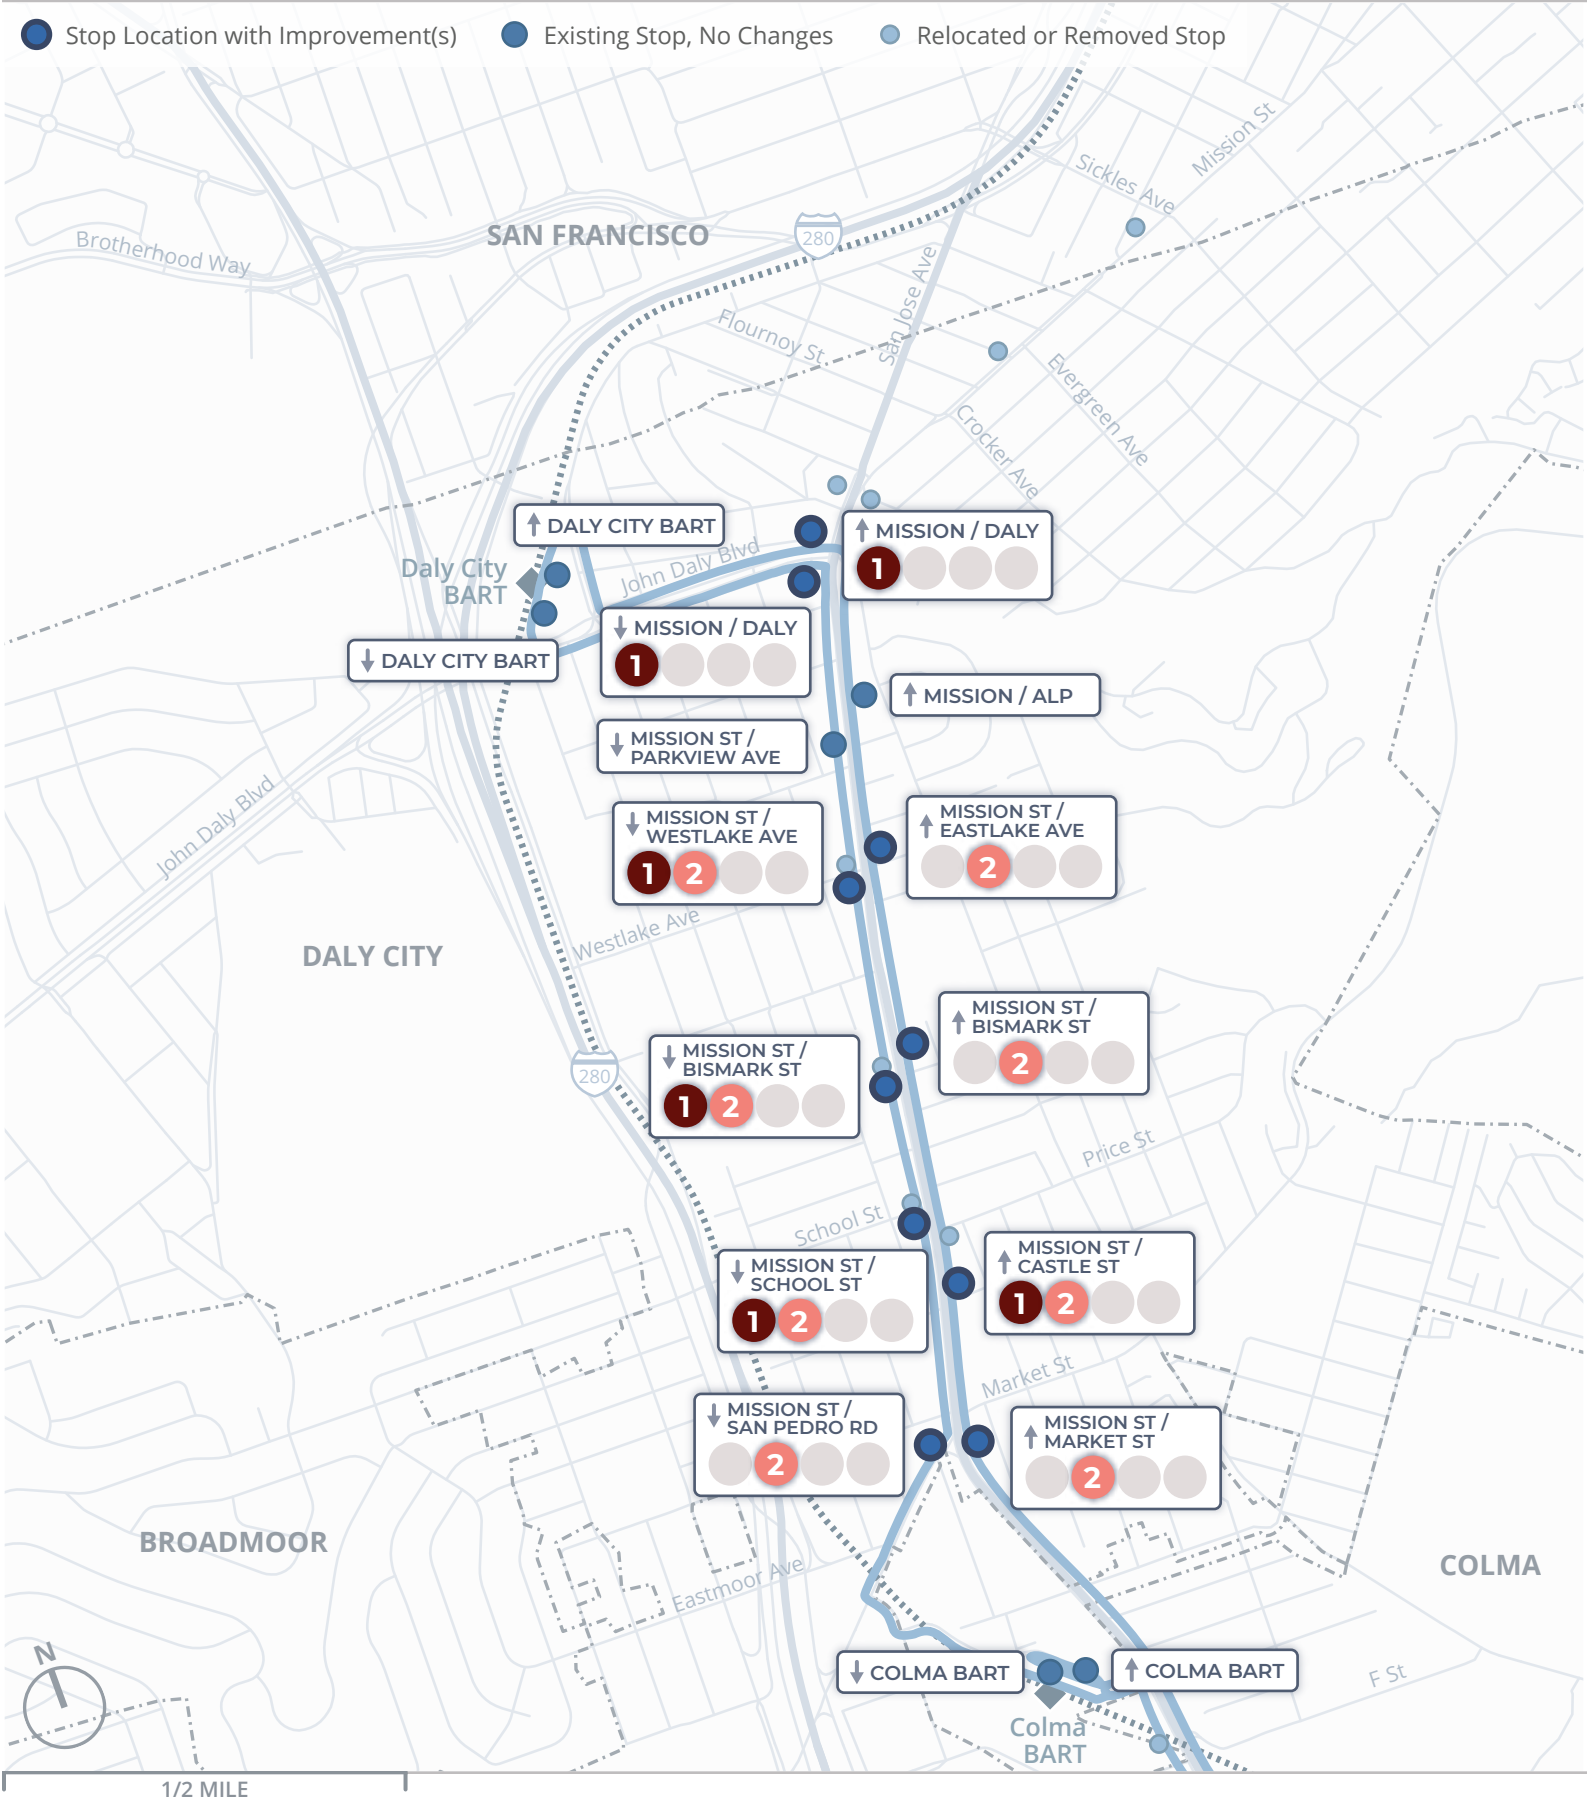 Stop Location with Improvement(s)
Existing Stop, No Changes
Relocated or Removed Stop
Mission St
Sickles Ave
SAN FRANCISCO
280
Brotherhood Way
San Jose Ave
Flournoy St
Evergreen Ave
Crocker Ave
↑ DALY CITY BART
↑ MISSION / DALY
1
John Daly Blvd
Daly City
BART
↓ MISSION / DALY
1
↓ DALY CITY BART
↑ MISSION / ALP
↓ MISSION ST /
PARKVIEW AVE
John Daly Blvd
↓ MISSION ST /
WESTLAKE AVE
1 2
↑ MISSION ST /
EASTLAKE AVE
2
Westlake Ave
DALY CITY
↑ MISSION ST /
BISMARK ST
2
↓ MISSION ST /
BISMARK ST
1 2
280
Price St
School St
↑ MISSION ST /
CASTLE ST
1 2
↓ MISSION ST /
SCHOOL ST
1 2
Market St
↓ MISSION ST /
SAN PEDRO RD
2
↑ MISSION ST /
MARKET ST
2
BROADMOOR
COLMA
Eastmoor Ave
N
↓ COLMA BART
↑ COLMA BART
F St
Colma
BART
1/2 MILE